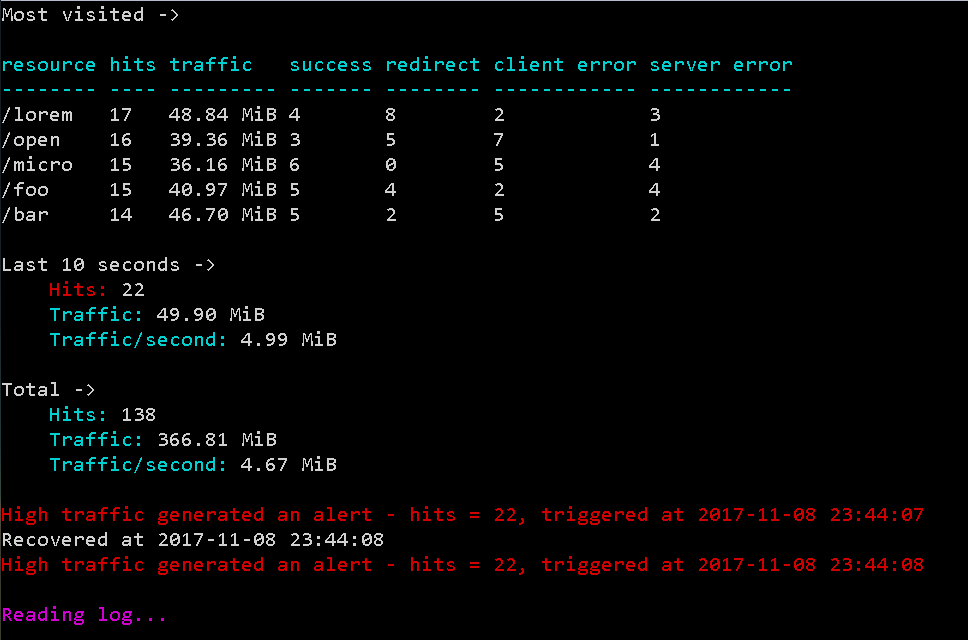 Most visited ->
resource hits traffic   success redirect client error server error
-------- ---- --------- ------- -------- ------------ ------------
/lorem   17   48.84 MiB 4       8        2            3
/open    16   39.36 MiB 3       5        7            1
/micro   15   36.16 MiB 6       0        5            4
/foo     15   40.97 MiB 5       4        2            4
/bar     14   46.70 MiB 5       2        5            2
Last 10 seconds ->
    Hits: 22
    Traffic: 49.90 MiB
    Traffic/second: 4.99 MiB
Total ->
    Hits: 138
    Traffic: 366.81 MiB
    Traffic/second: 4.67 MiB
High traffic generated an alert - hits = 22, triggered at 2017-11-08 23:44:07
Recovered at 2017-11-08 23:44:08
High traffic generated an alert - hits = 22, triggered at 2017-11-08 23:44:08
Reading log...